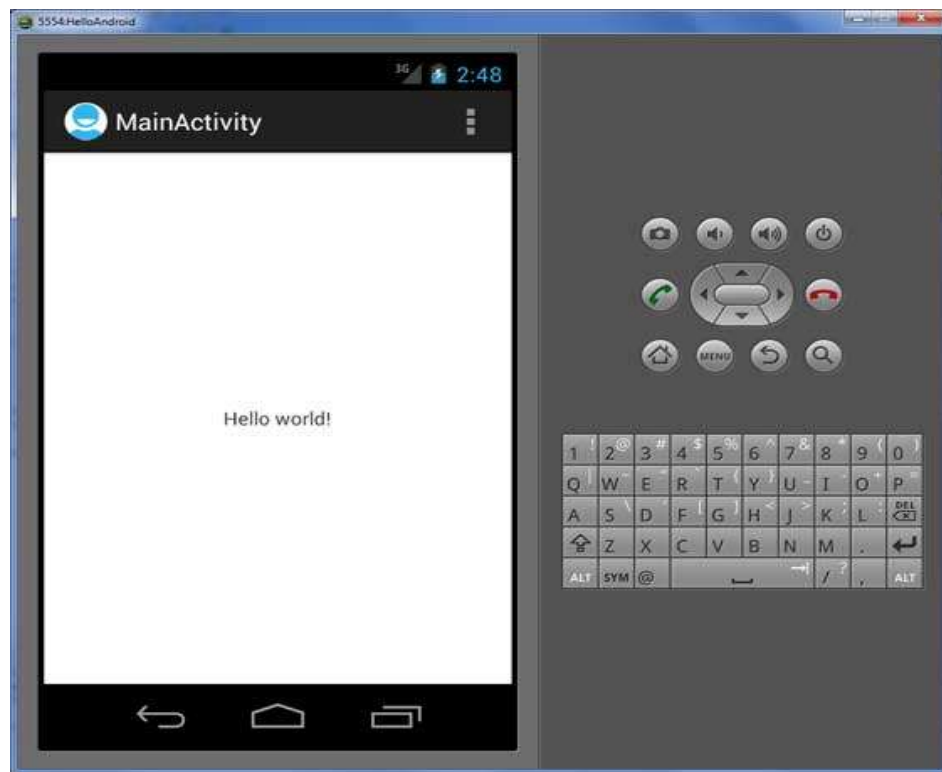 5554:HelloAndroid
3G 2:48
MainActivity
Hello world!
MENU
1 ! 2 @ 3 # 4 $ 5 % 6 ^ 7 & 8 * 9 ( 0 )
Q W E R T Y U I O P
A S D F G H J K L DEL
Z X C V B N M .
ALT SYM @ / ? , ALT